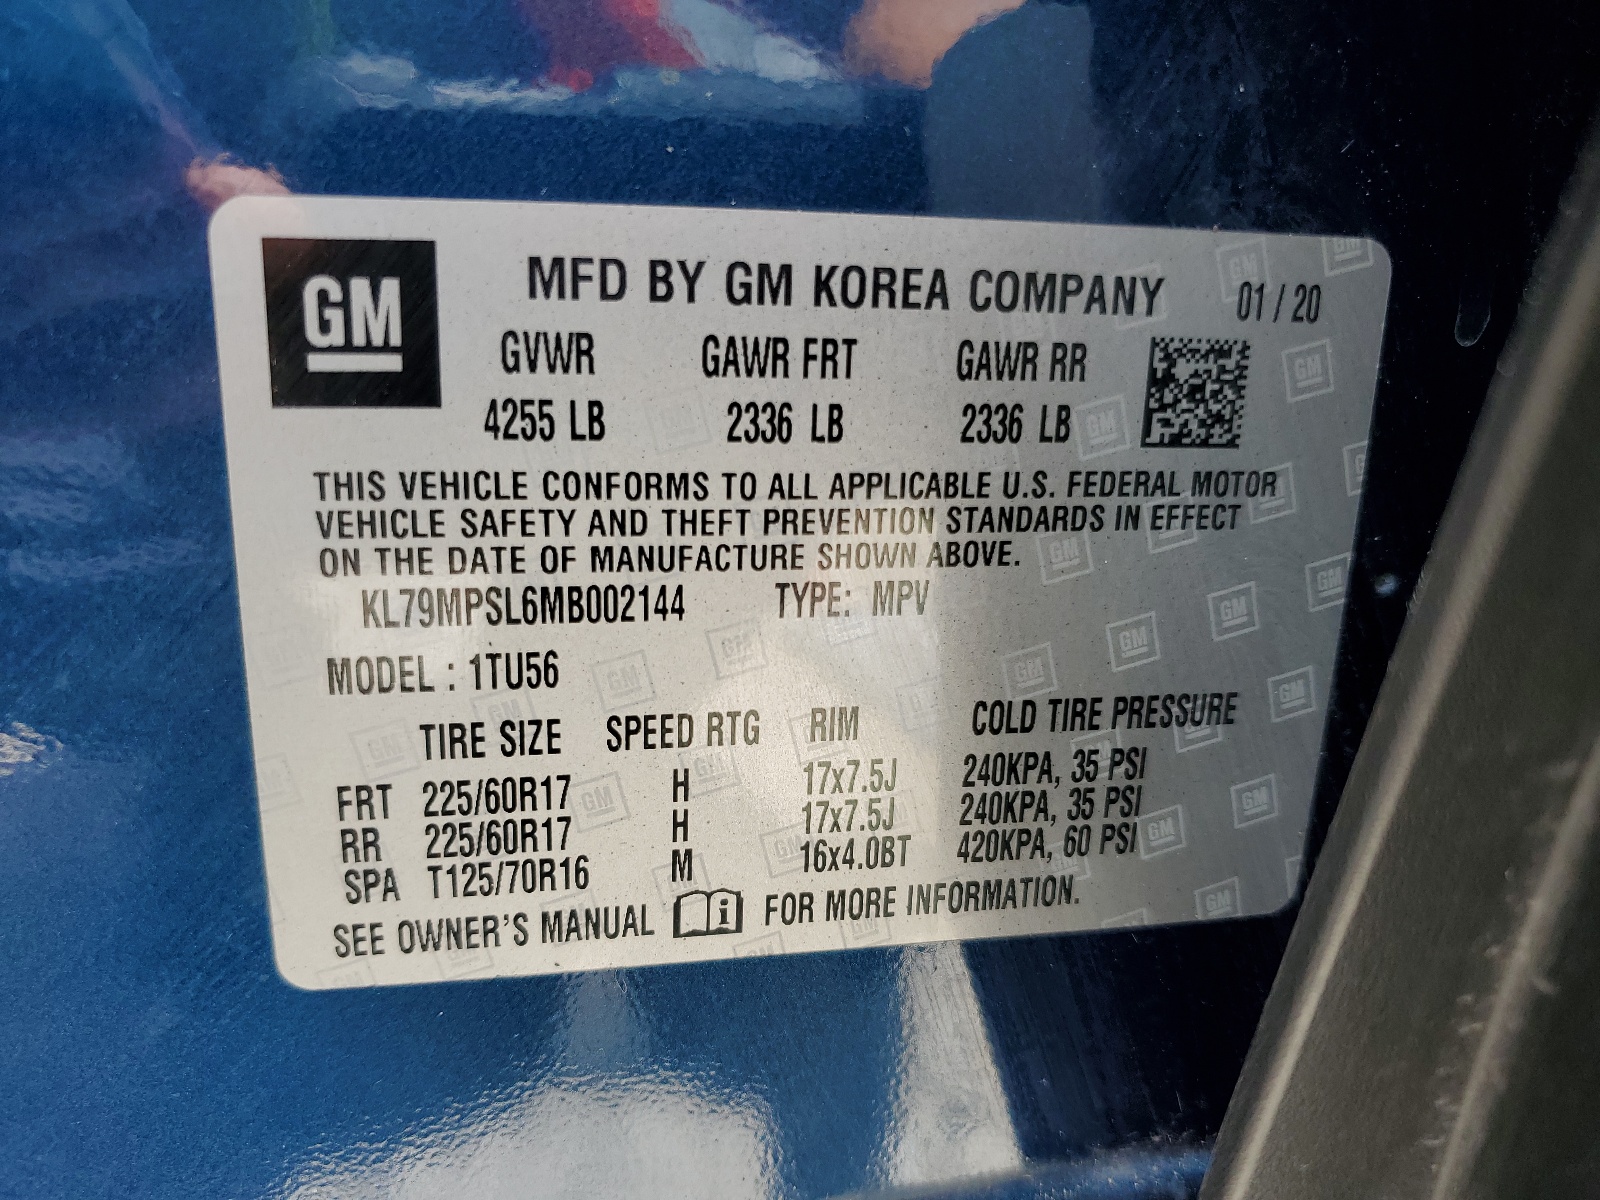 GM
MFD BY GM KOREA COMPANY 01 / 20
GVWR GAWR FRT GAWR RR
4255 LB 2336 LB 2336 LB
THIS VEHICLE CONFORMS TO ALL APPLICABLE U.S. FEDERAL MOTOR
VEHICLE SAFETY AND THEFT PREVENTION STANDARDS IN EFFECT
ON THE DATE OF MANUFACTURE SHOWN ABOVE.
KL79MPSL6MB002144 TYPE: MPV
MODEL : 1TU56
TIRE SIZE SPEED RTG RIM COLD TIRE PRESSURE
FRT 225/60R17 H 17x7.5J 240KPA, 35 PSI
RR 225/60R17 H 17x7.5J 240KPA, 35 PSI
SPA T125/70R16 M 16x4.0BT 420KPA, 60 PSI
SEE OWNER'S MANUAL i FOR MORE INFORMATION.